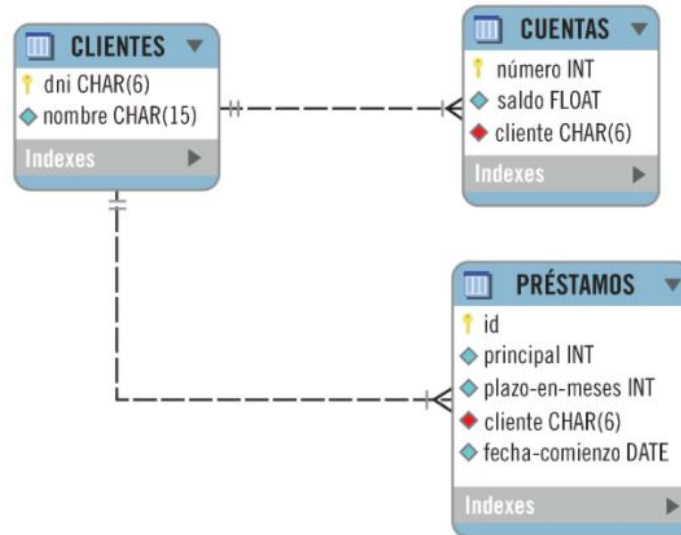 CLIENTES
dni CHAR(6)
nombre CHAR(15)
Indexes
CUENTAS
número INT
saldo FLOAT
cliente CHAR(6)
Indexes
PRÉSTAMOS
id
principal INT
plazo-en-meses INT
cliente CHAR(6)
fecha-comienzo DATE
Indexes